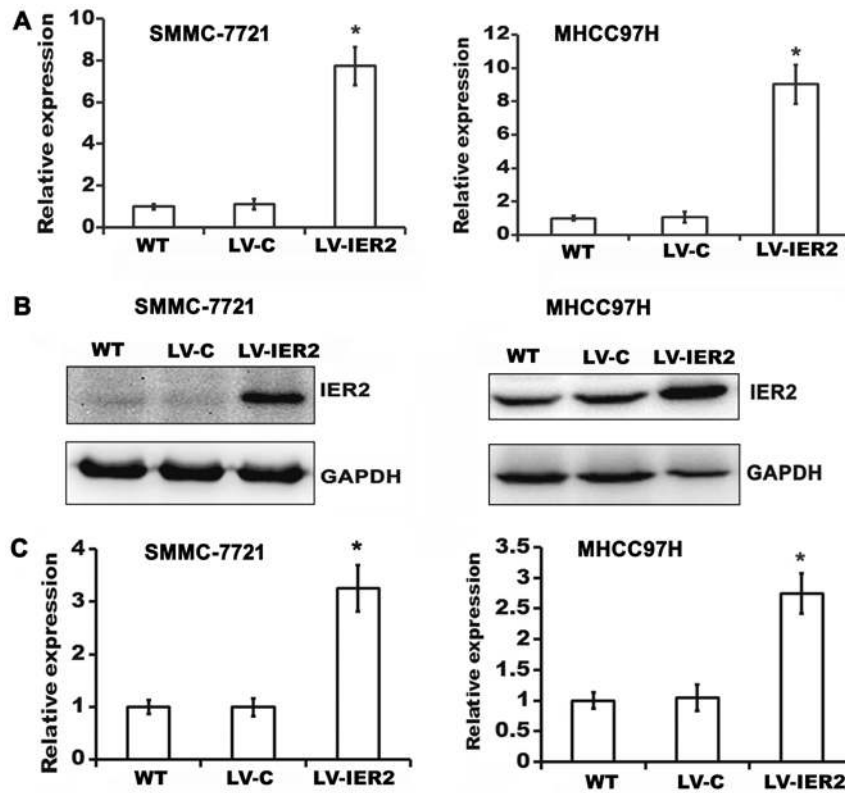 A
SMMC-7721
Relative expression
10
8
6
4
2
0
*
WT LV-C LV-IER2
MHCC97H
Relative expression
12
10
8
6
4
2
0
*
WT LV-C LV-IER2
B
SMMC-7721
WT LV-C LV-IER2
IER2
GAPDH
MHCC97H
WT LV-C LV-IER2
IER2
GAPDH
C
SMMC-7721
Relative expression
4
3
2
1
0
*
WT LV-C LV-IER2
MHCC97H
Relative expression
3.5
3
2.5
2
1.5
1
0.5
0
*
WT LV-C LV-IER2